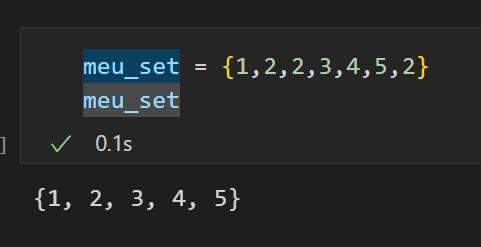 meu_set = {1,2,2,3,4,5,2}
meu_set
] ✓ 0.1s
{1, 2, 3, 4, 5}